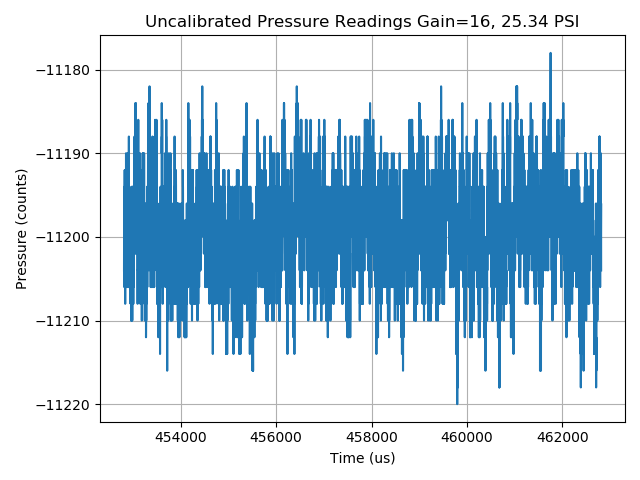 Uncalibrated Pressure Readings Gain=16, 25.34 PSI
−11180
−11190
−11200
−11210
−11220
Pressure (counts)
454000 456000 458000 460000 462000
Time (us)